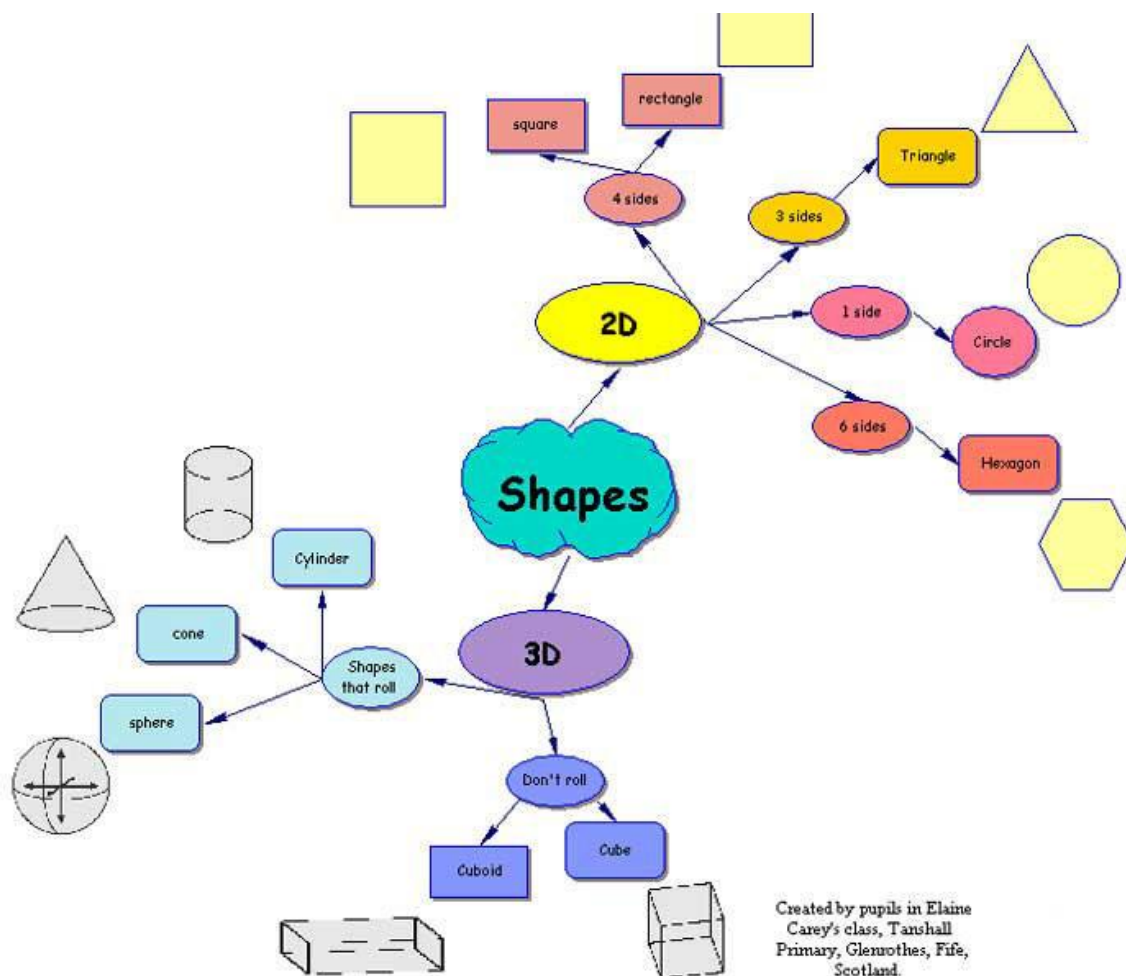 rectangle
square
Triangle
4 sides
3 sides
2D
1 side
Circle
6 sides
Hexagon
Shapes
Cylinder
cone
3D
Shapes
that roll
sphere
Don't roll
Cuboid
Cube
Created by pupils in Elaine
Carey's class, Tanshall
Primary, Glenrothes, Fife,
Scotland.